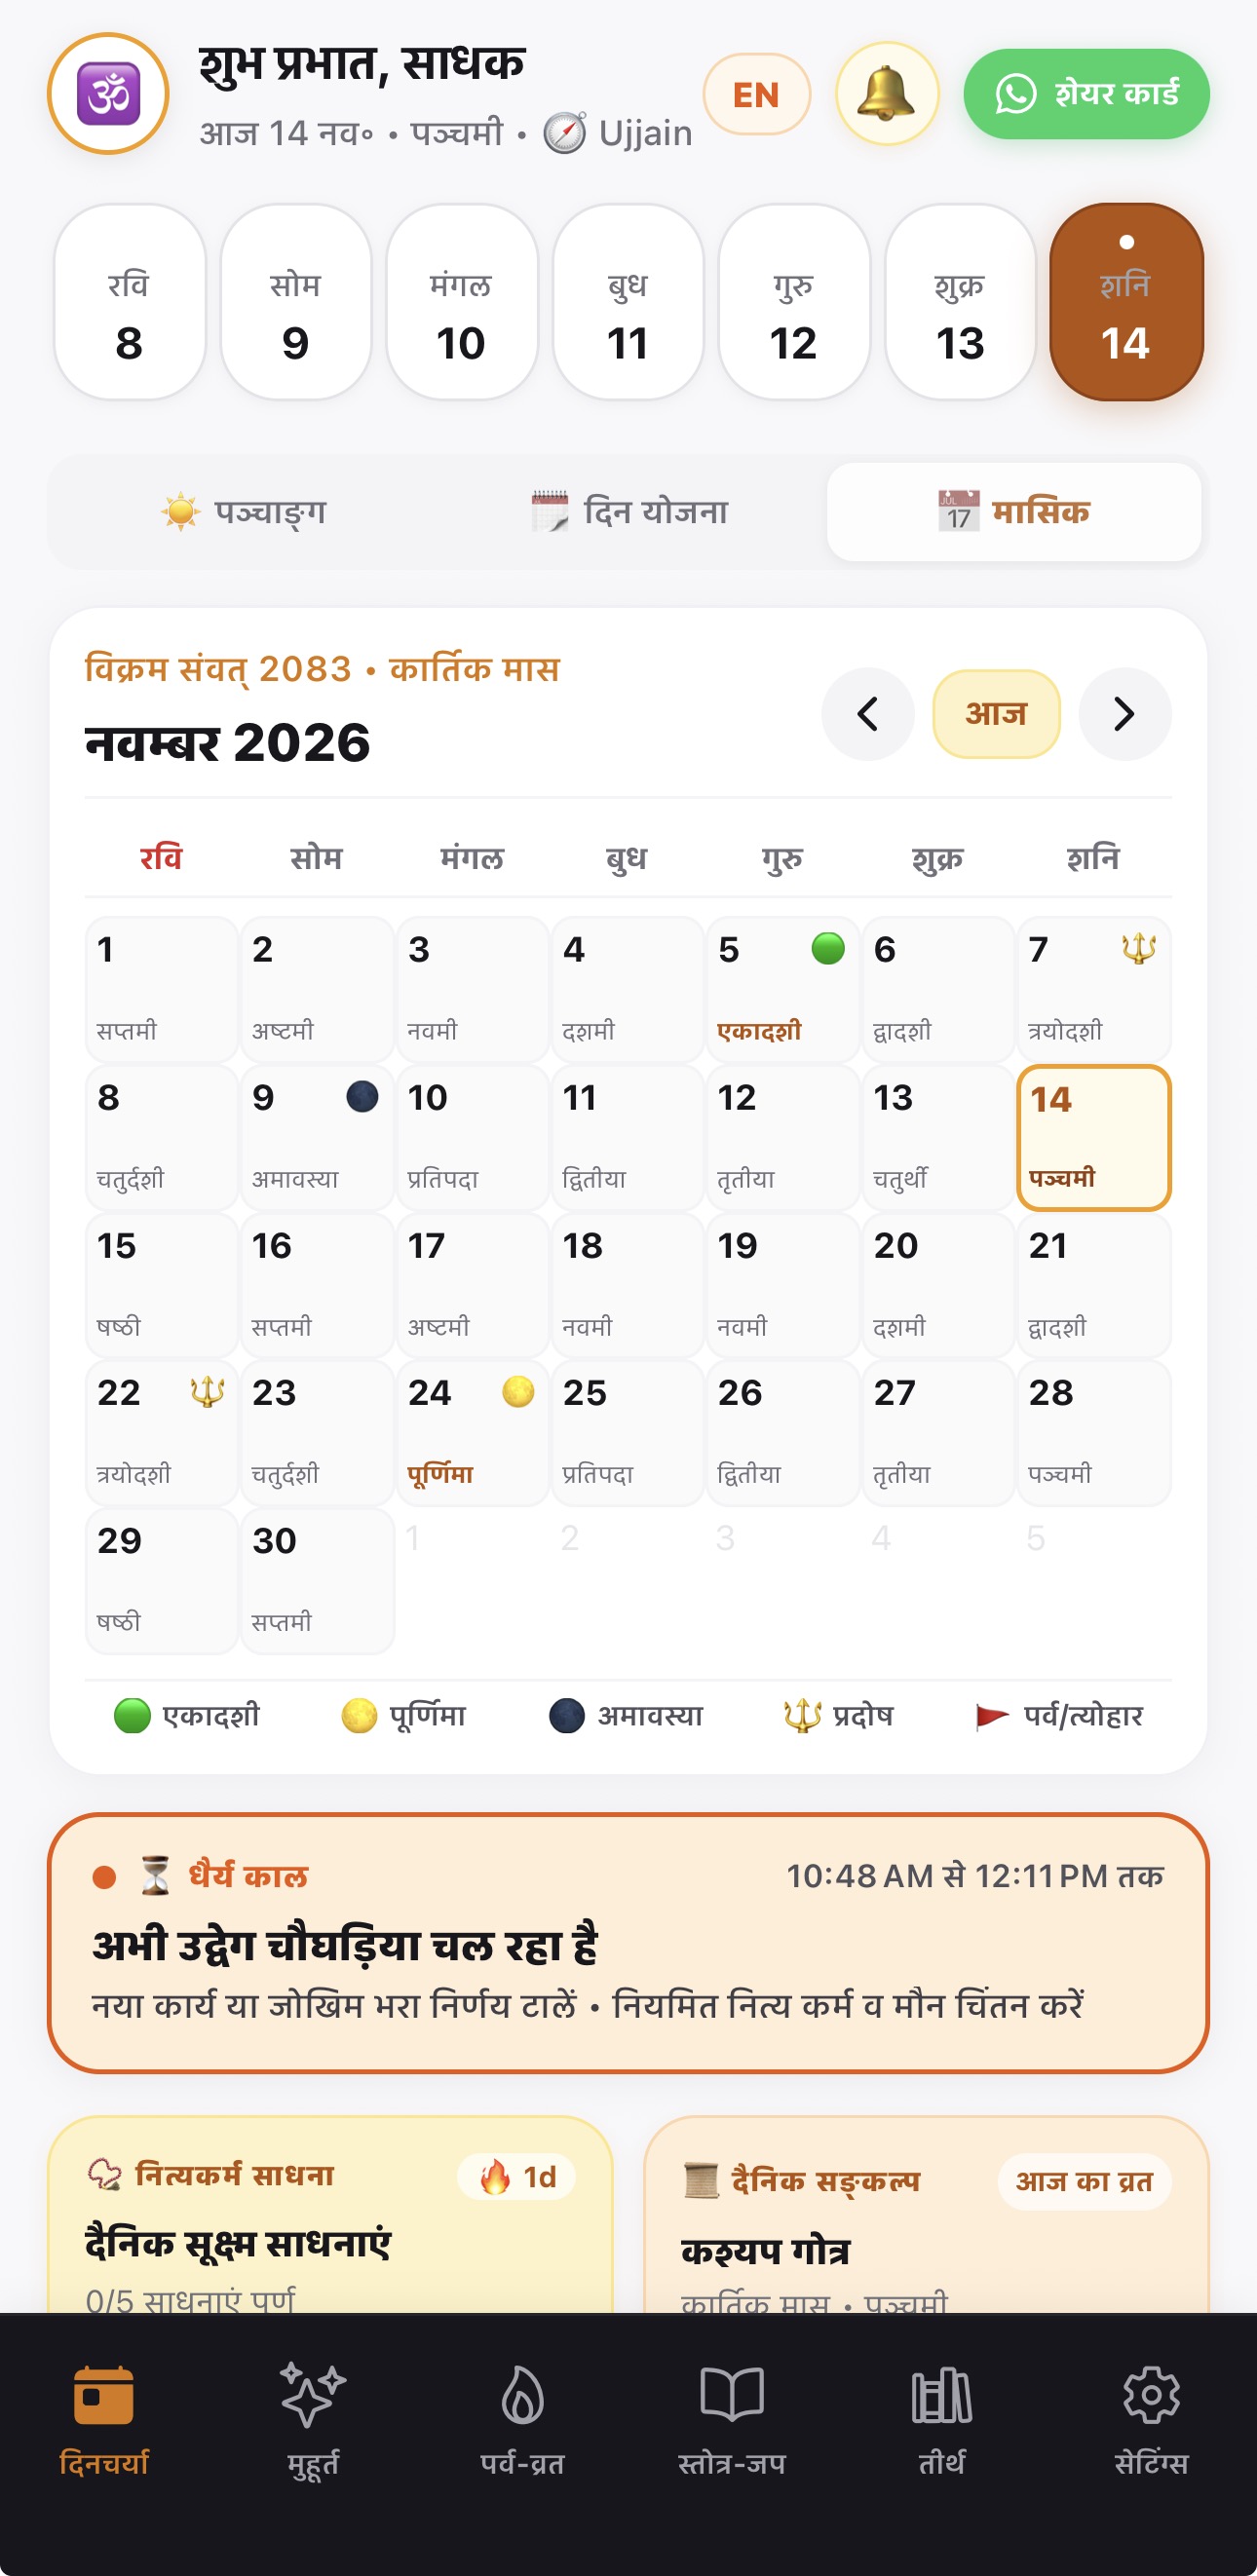 शुभ प्रभात, साधक
आज 14 नव॰ • पञ्चमी • Ujjain
EN
शेयर कार्ड
रवि सोम मंगल बुध गुरु शुक्र शनि
8 9 10 11 12 13 14
पञ्चाङ्ग
दिन योजना
मासिक
विक्रम संवत् 2083 • कार्तिक मास
नवम्बर 2026
आज
रवि सोम मंगल बुध गुरु शुक्र शनि
1 2 3 4 5 6 7
सप्तमी अष्टमी नवमी दशमी एकादशी द्वादशी त्रयोदशी
8 9 10 11 12 13 14
चतुर्दशी अमावस्या प्रतिपदा द्वितीया तृतीया चतुर्थी पञ्चमी
15 16 17 18 19 20 21
षष्ठी सप्तमी अष्टमी नवमी नवमी दशमी द्वादशी
22 23 24 25 26 27 28
त्रयोदशी चतुर्दशी पूर्णिमा प्रतिपदा द्वितीया तृतीया पञ्चमी
29 30 1 2 3 4 5
षष्ठी सप्तमी
एकादशी पूर्णिमा अमावस्या प्रदोष पर्व/त्योहार
धैर्य काल
10:48 AM से 12:11 PM तक
अभी उद्वेग चौघड़िया चल रहा है
नया कार्य या जोखिम भरा निर्णय टालें • नियमित नित्य कर्म व मौन चिंतन करें
नित्यकर्म साधना
1d
दैनिक सूक्ष्म साधनाएं
0/5 साधनाएं पूर्ण
दैनिक सङ्कल्प
आज का व्रत
कश्यप गोत्र
कार्तिक मास • पञ्चमी
दिनचर्या मुहूर्त पर्व-व्रत स्तोत्र-जप तीर्थ सेटिंग्स